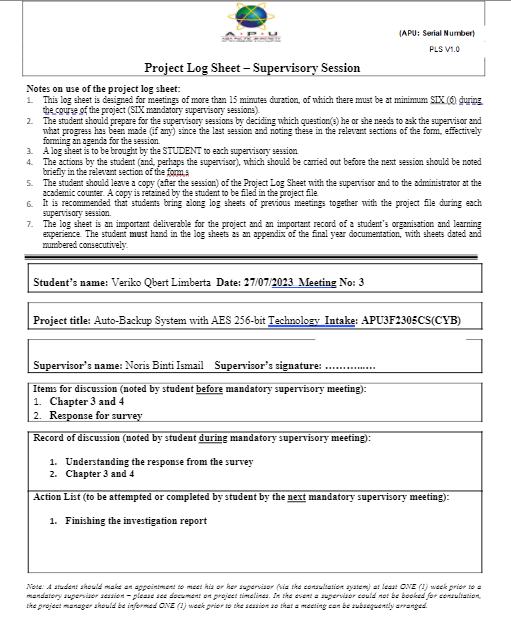 A • P • U
(APU: Serial Number)
PLS V1.0
Project Log Sheet – Supervisory Session
Notes on use of the project log sheet:
1. This log sheet is designed for meetings of more than 15 minutes duration, of which there must be at minimum SIX (6) during
the course of the project (SIX mandatory supervisory sessions).
2. The student should prepare for the supervisory sessions by deciding which question(s) he or she needs to ask the supervisor and
what progress has been made (if any) since the last session and noting these in the relevant sections of the form, effectively
forming an agenda for the session.
3. A log sheet is to be brought by the STUDENT to each supervisory session.
4. The actions by the student (and, perhaps the supervisor), which should be carried out before the next session should be noted
briefly in the relevant section of the form.s
5. The student should leave a copy (after the session) of the Project Log Sheet with the supervisor and to the administrator at the
academic counter. A copy is retained by the student to be filed in the project file.
6. It is recommended that students bring along log sheets of previous meetings together with the project file during each
supervisory session.
7. The log sheet is an important deliverable for the project and an important record of a student's organisation and learning
experience. The student must hand in the log sheets as an appendix of the final year documentation, with sheets dated and
numbered consecutively.
Student's name: Veriko Qbert Limberta Date: 27/07/2023 Meeting No: 3
Project title: Auto-Backup System with AES 256-bit Technology Intake: APU3F2305CS(CYB)
Supervisor's name: Noris Binti Ismail Supervisor's signature: ...............
Items for discussion (noted by student before mandatory supervisory meeting):
1. Chapter 3 and 4
2. Response for survey
Record of discussion (noted by student during mandatory supervisory meeting):
1. Understanding the response from the survey
2. Chapter 3 and 4
Action List (to be attempted or completed by student by the next mandatory supervisory meeting):
1. Finishing the investigation report
Note: A student should make an appointment to meet his or her supervisor (via the consultation system) at least ONE (1) week prior to a
mandatory supervisor session – please see document on project timelines. In the event a supervisor could not be booked for consultation,
the project manager should be informed ONE (1) week prior to the session so that a meeting can be subsequently arranged.